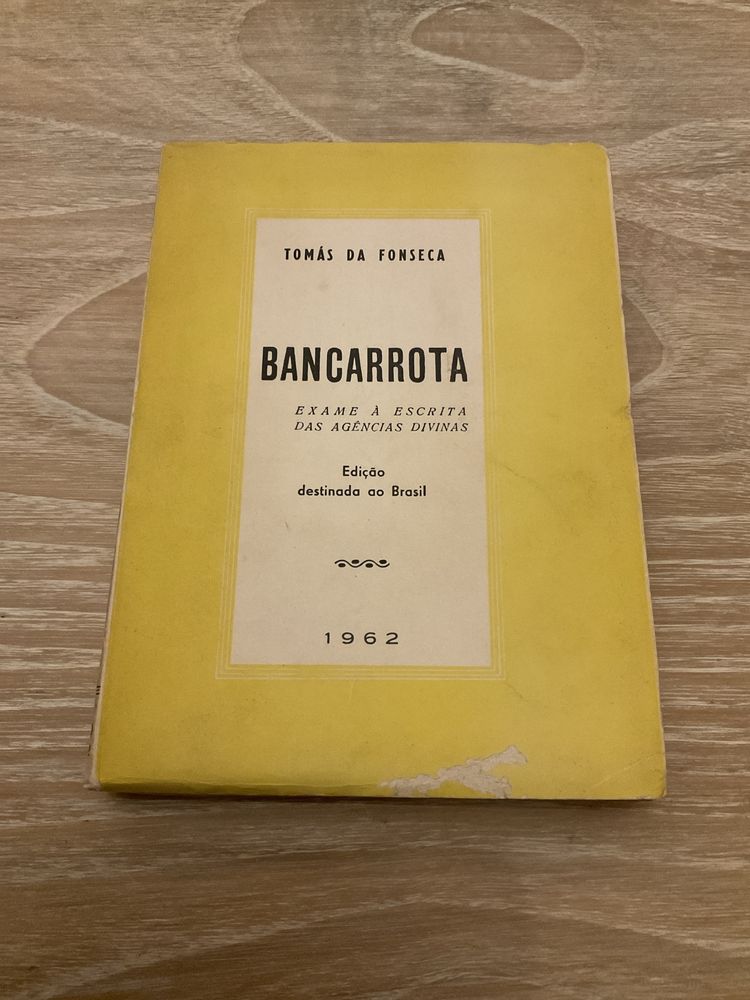 TOMÁS DA FONSECA
BANCARROTA
EXAME À ESCRITA
DAS AGÊNCIAS DIVINAS
Edição
destinada ao Brasil
1962